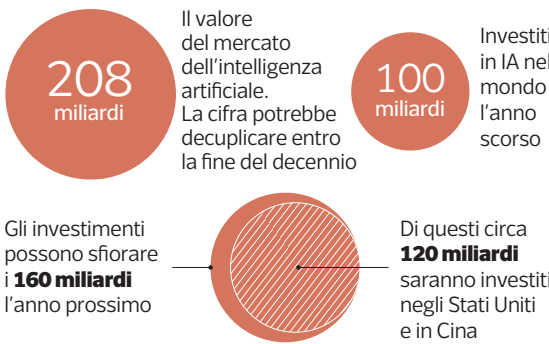 208
miliardi
Il valore
del mercato
dell'intelligenza
artificiale.
La cifra potrebbe
decuplicare entro
la fine del decennio
100
miliardi
Investiti
in IA nel
mondo
l'anno
scorso
Gli investimenti
possono sfiorare
i 160 miliardi
l'anno prossimo
Di questi circa
120 miliardi
saranno investiti
negli Stati Uniti
e in Cina